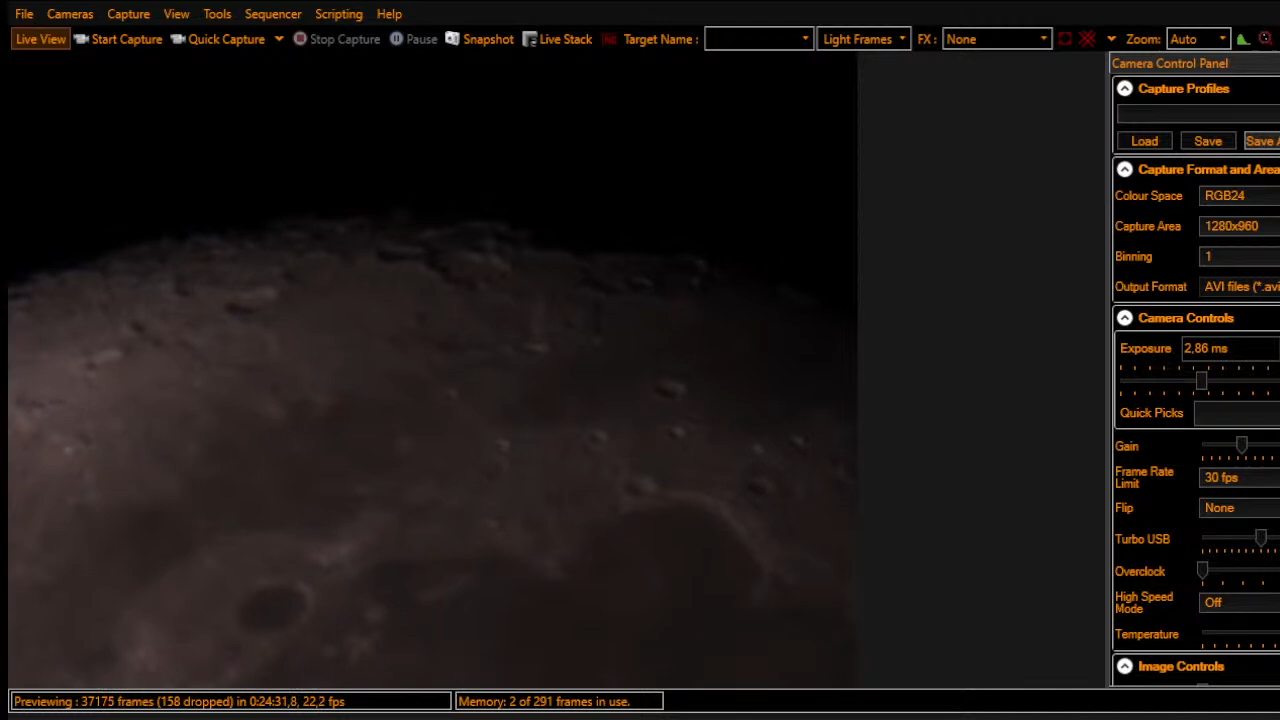 File Cameras Capture View Tools Sequencer Scripting Help
Live View Start Capture Quick Capture Stop Capture Pause Snapshot Live Stack Target Name : Light Frames FX : None Zoom: Auto
Camera Control Panel
Capture Profiles
Load Save Save
Capture Format and Area
Colour Space RGB24
Capture Area 1280x960
Binning 1
Output Format AVI files (*.avi
Camera Controls
Exposure 2,86 ms
Quick Picks
Gain
Frame Rate Limit 30 fps
Flip None
Turbo USB
Overclock
High Speed Mode Off
Temperature
Image Controls
Previewing : 37175 frames (158 dropped) in 0:24:31,8, 22,2 fps Memory: 2 of 291 frames in use.